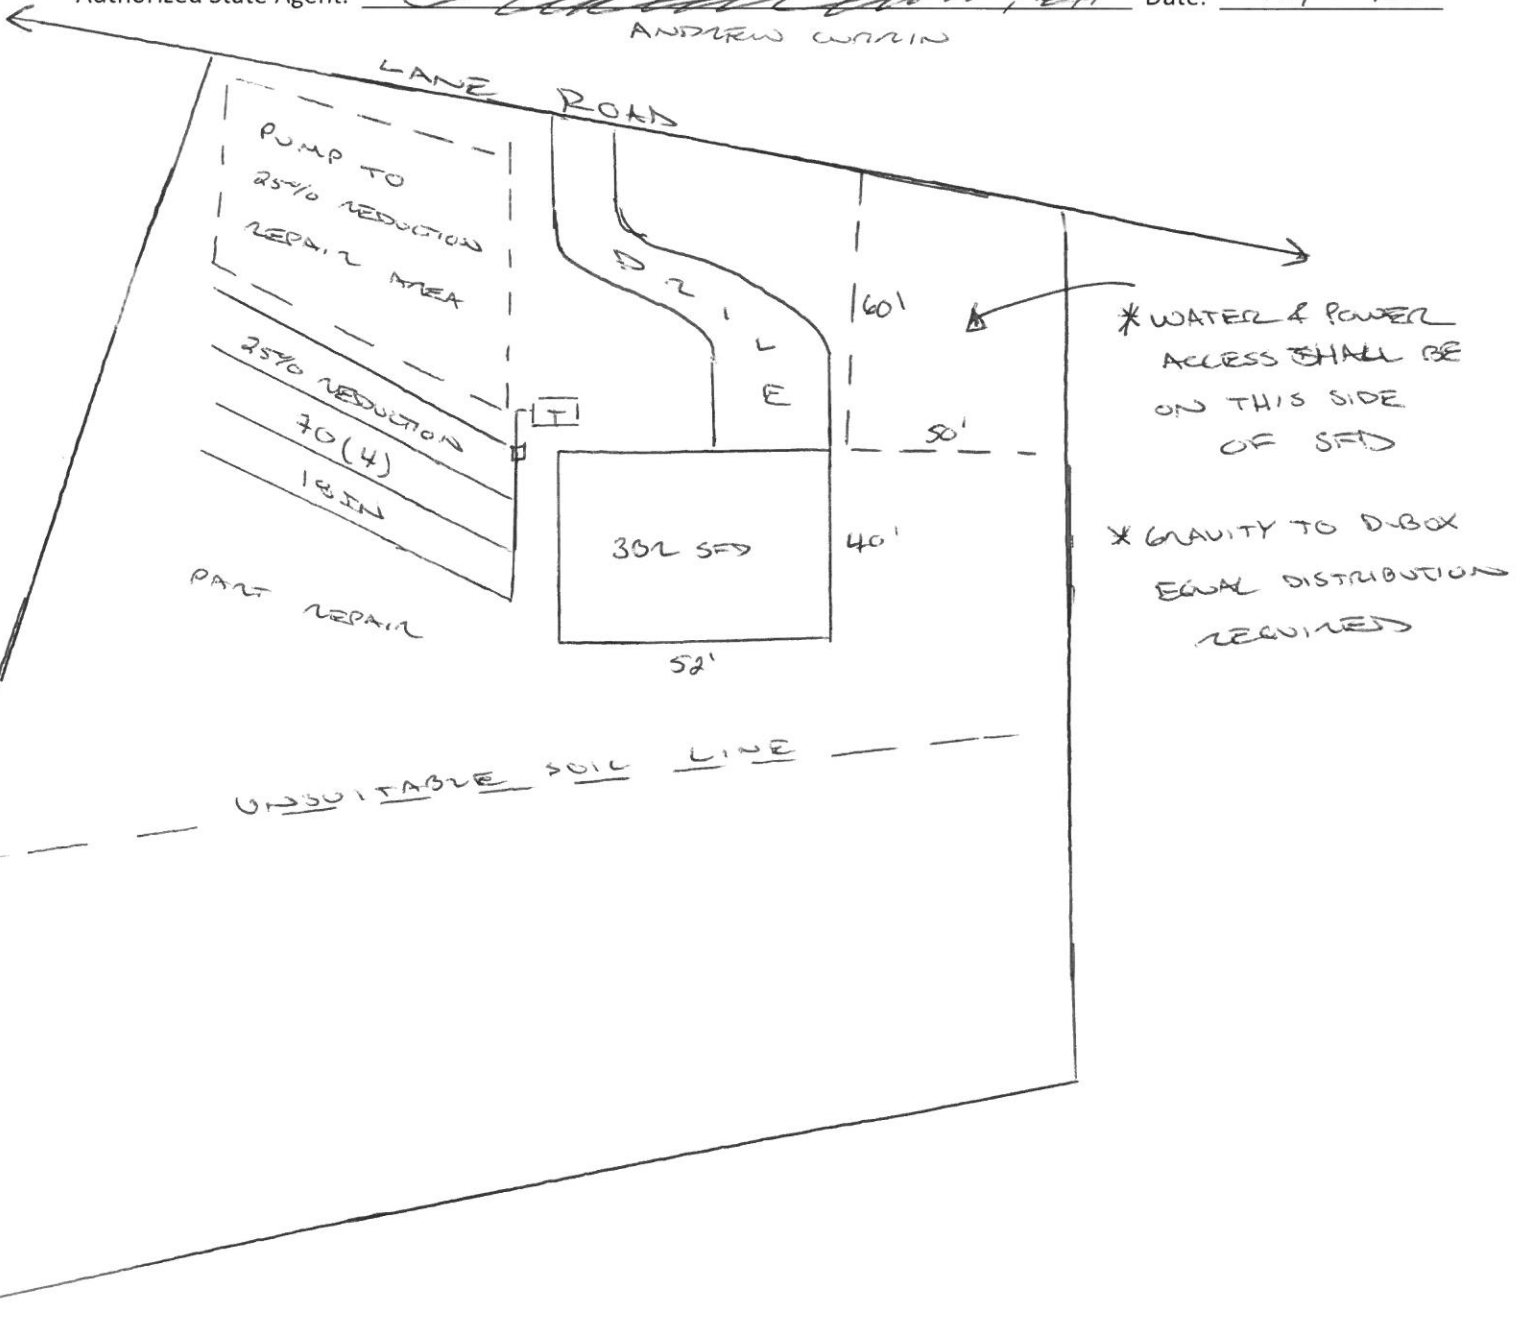 Authorized State Agent:
Date:
ANDREW CURRIN
LANE ROAD
PUMP TO
25% REDUCTION
REPAIR AREA
25% REDUCTION
70(4)
18IN
PART REPAIR
T
DRIVE
60'
50'
3BR SFD
40'
52'
* WATER & POWER
ACCESS SHALL BE
ON THIS SIDE
OF SFD
* GRAVITY TO D-BOX
EQUAL DISTRIBUTION
REQUIRED
UNSUITABLE SOIL LINE